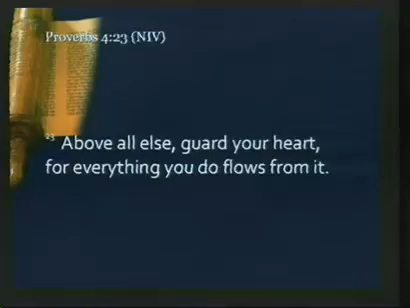 Proverbs 4:23 (NIV)
23 Above all else, guard your heart,
for everything you do flows from it.